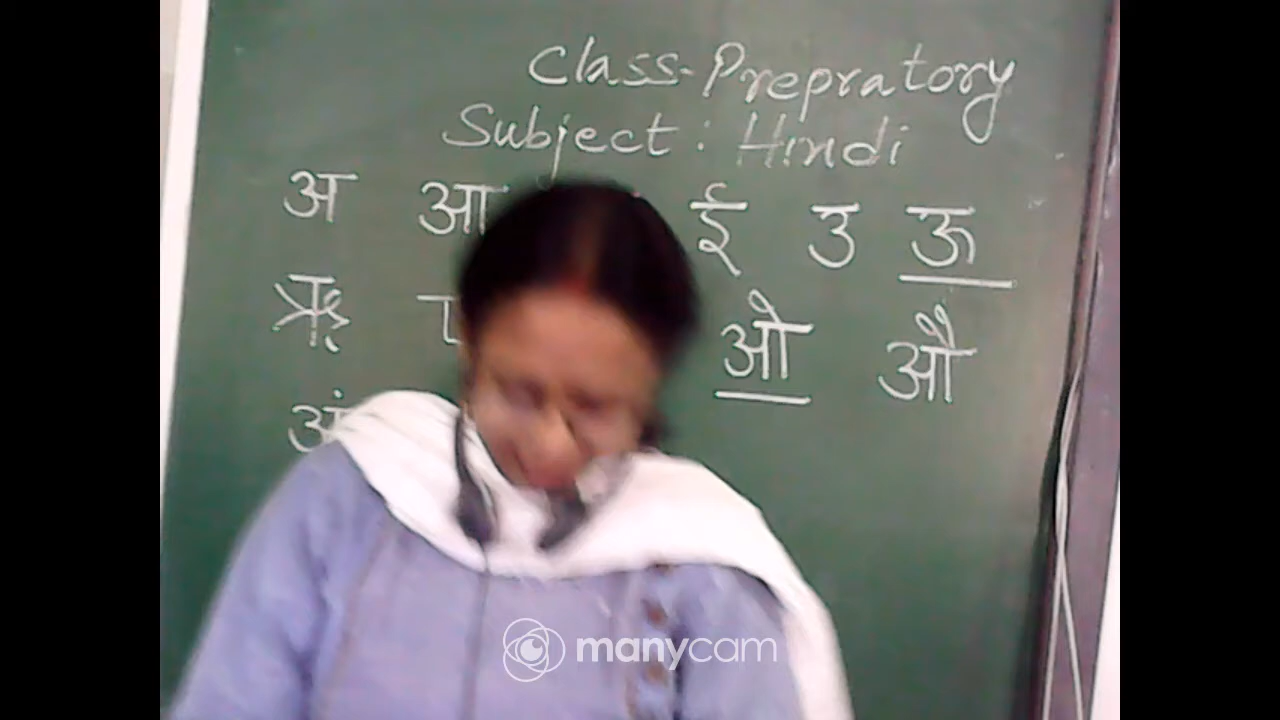 Class-Prepratory
Subject : Hindi
अ आ ई उ ऊ
ऋ ओ औ
अं
manycam